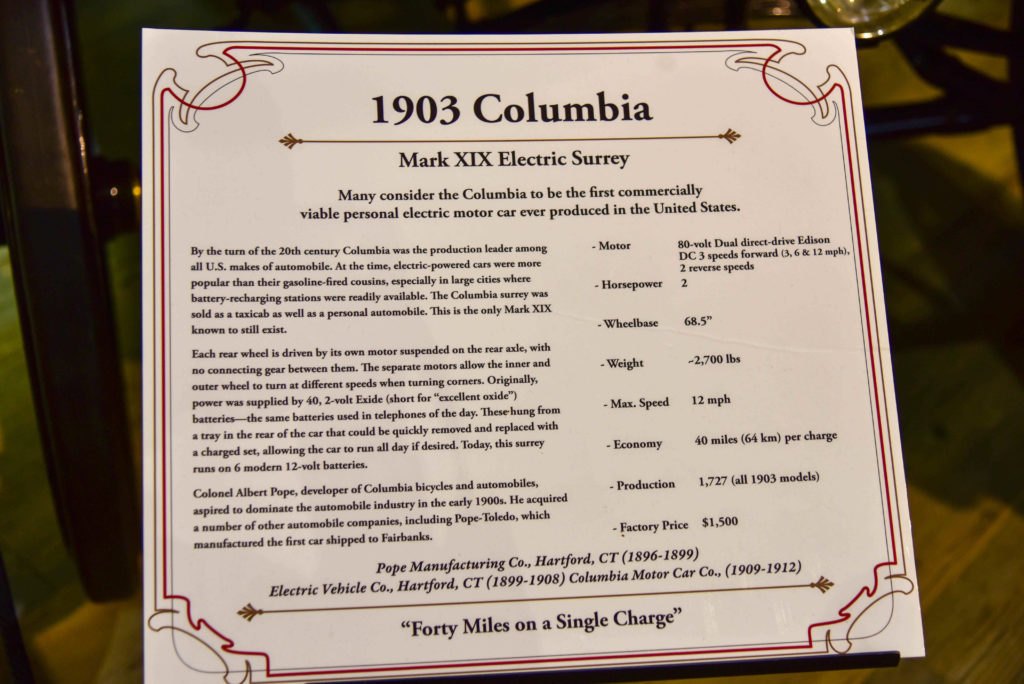 1903 Columbia
Mark XIX Electric Surrey
Many consider the Columbia to be the first commercially
viable personal electric motor car ever produced in the United States.
By the turn of the 20th century Columbia was the production leader among
all U.S. makes of automobile. At the time, electric-powered cars were more
popular than their gasoline-fired cousins, especially in large cities where
battery-recharging stations were readily available. The Columbia surrey was
sold as a taxicab as well as a personal automobile. This is the only Mark XIX
known to still exist.
Each rear wheel is driven by its own motor suspended on the rear axle, with
no connecting gear between them. The separate motors allow the inner and
outer wheel to turn at different speeds when turning corners. Originally,
power was supplied by 40, 2-volt Exide (short for “excellent oxide”)
batteries—the same batteries used in telephones of the day. These hung from
a tray in the rear of the car that could be quickly removed and replaced with
a charged set, allowing the car to run all day if desired. Today, this surrey
runs on 6 modern 12-volt batteries.
Colonel Albert Pope, developer of Columbia bicycles and automobiles,
aspired to dominate the automobile industry in the early 1900s. He acquired
a number of other automobile companies, including Pope-Toledo, which
manufactured the first car shipped to Fairbanks.
- Motor 80-volt Dual direct-drive Edison
DC 3 speeds forward (3, 6 & 12 mph),
2 reverse speeds
- Horsepower 2
- Wheelbase 68.5”
- Weight ~2,700 lbs
- Max. Speed 12 mph
- Economy 40 miles (64 km) per charge
- Production 1,727 (all 1903 models)
- Factory Price $1,500
Pope Manufacturing Co., Hartford, CT (1896-1899)
Electric Vehicle Co., Hartford, CT (1899-1908) Columbia Motor Car Co., (1909-1912)
“Forty Miles on a Single Charge”